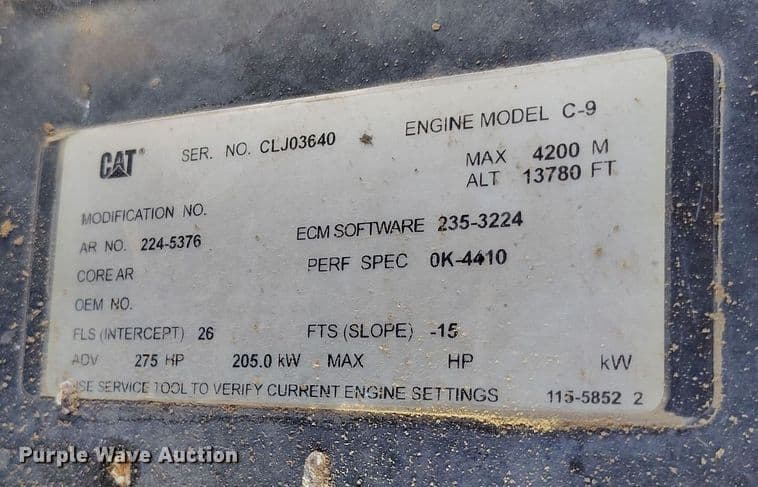 CAT® SER. NO. CLJ03640 ENGINE MODEL C-9
MAX 4200 M
ALT 13780 FT
MODIFICATION NO.
AR NO. 224-5376 ECM SOFTWARE 235-3224
CORE AR PERF SPEC 0K-4410
OEM NO.
FLS (INTERCEPT) 26 FTS (SLOPE) -15
ADV 275 HP 205.0 kW MAX HP kW
USE SERVICE TOOL TO VERIFY CURRENT ENGINE SETTINGS 115-5852 2
Purple Wave Auction